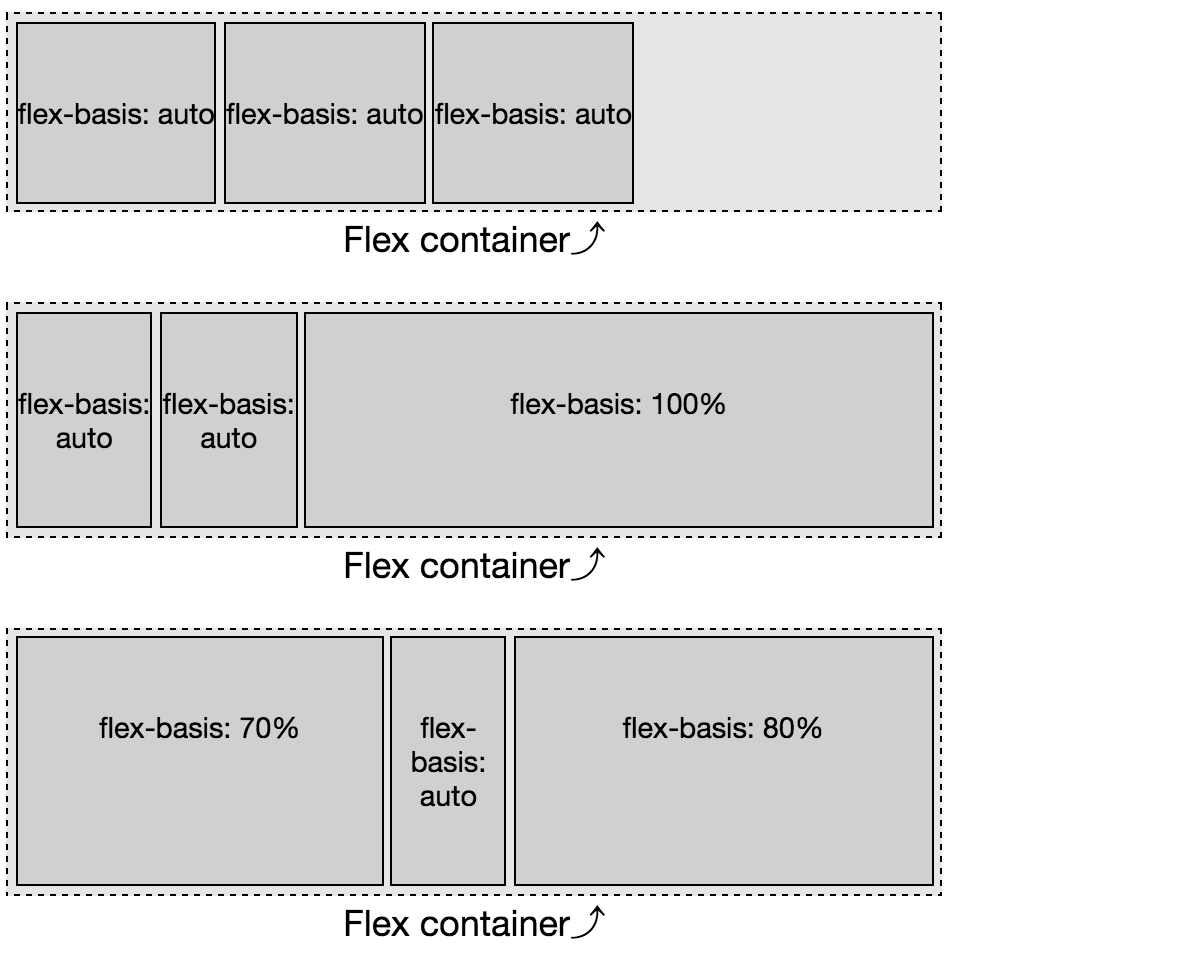 flex-basis: auto flex-basis: auto flex-basis: auto
Flex container
flex-basis:
auto
flex-basis:
auto
flex-basis: 100%
Flex container
flex-basis: 70%
flex-
basis:
auto
flex-basis: 80%
Flex container